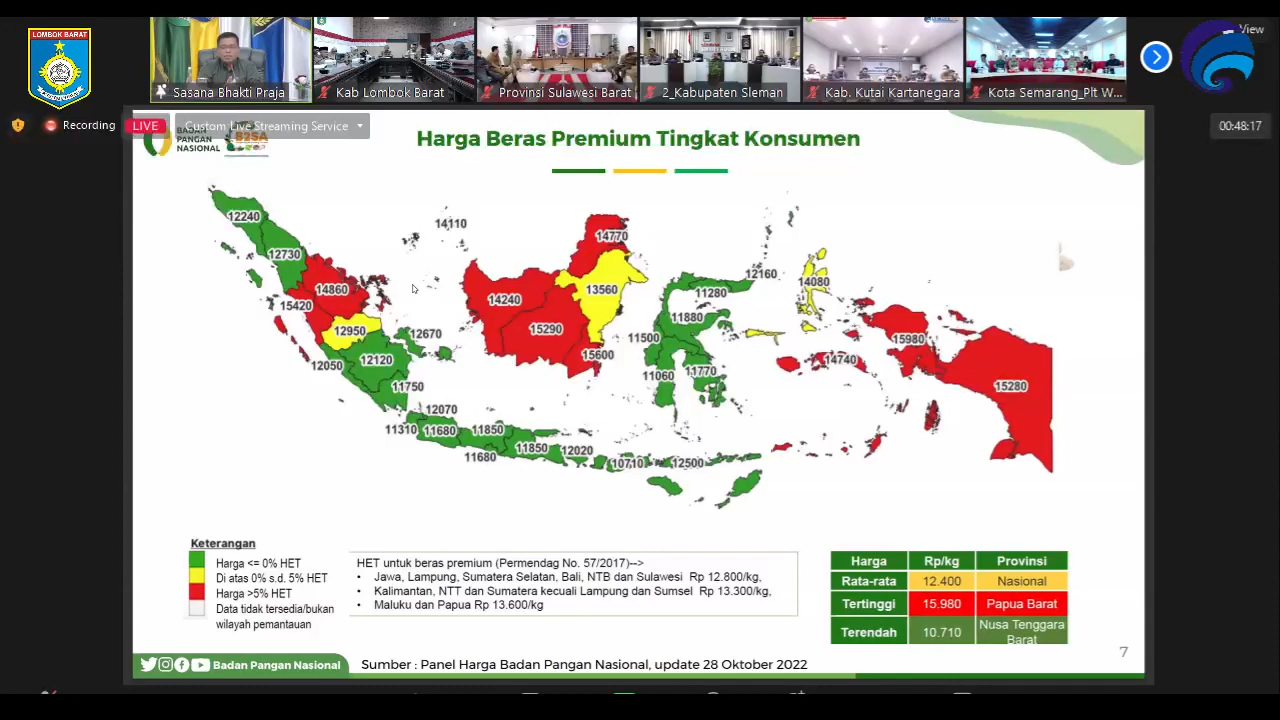 LOMBOK BARAT
View
Sasana Bhakti Praja
Kab Lombok Barat
Provinsi Sulawesi Barat
2_Kabupaten Sleman
Kab. Kutai Kartanegara
Kota Semarang_Plt W...
Recording
LIVE
Custom Live Streaming Service
00:48:17
BADAN
PANGAN
NASIONAL
B2SA
Harga Beras Premium Tingkat Konsumen
12240
14110
14770
12730
12160
14080
14860
13560
11280
15420
14240
11880
12950
15290
12670
11500
15980
12050
12120
15600
14740
11060
11770
15280
11750
12070
11310
11680
11850
11850
12020
11680
10710
12500
Keterangan
Harga <= 0% HET
Di atas 0% s.d. 5% HET
Harga >5% HET
Data tidak tersedia/bukan
wilayah pemantauan
HET untuk beras premium (Permendag No. 57/2017)-->
• Jawa, Lampung, Sumatera Selatan, Bali, NTB dan Sulawesi Rp 12.800/kg,
• Kalimantan, NTT dan Sumatera kecuali Lampung dan Sumsel Rp 13.300/kg,
• Maluku dan Papua Rp 13.600/kg
Harga Rp/kg Provinsi
Rata-rata 12.400 Nasional
Tertinggi 15.980 Papua Barat
Terendah 10.710 Nusa Tenggara
Barat
7
Badan Pangan Nasional
Sumber : Panel Harga Badan Pangan Nasional, update 28 Oktober 2022